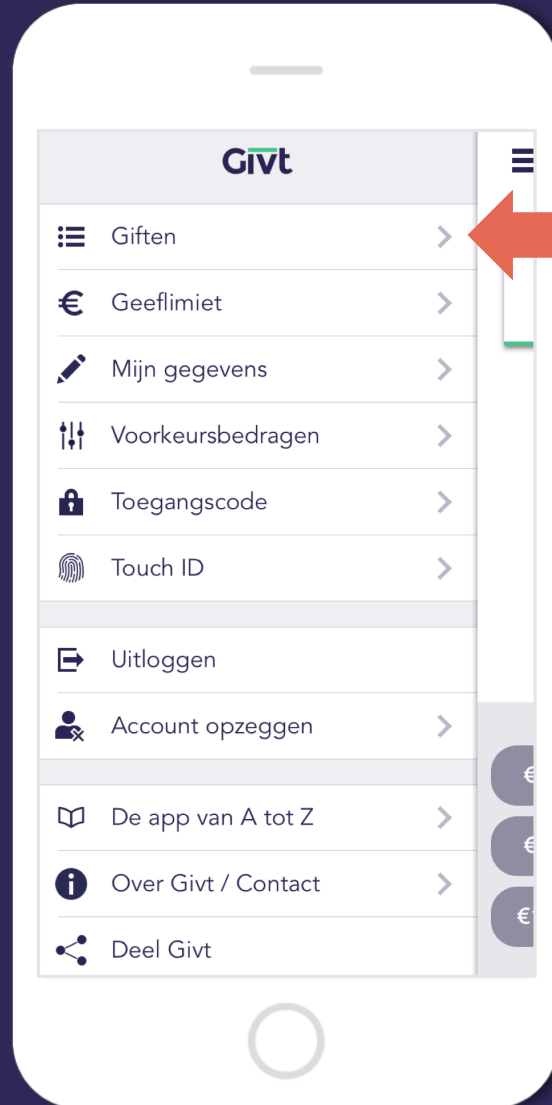 Givt
Giften
Geeflimiet
Mijn gegevens
Voorkeursbedragen
Toegangscode
Touch ID
Uitloggen
Account opzeggen
€
De app van A tot Z
€
Over Givt / Contact
€
Deel Givt